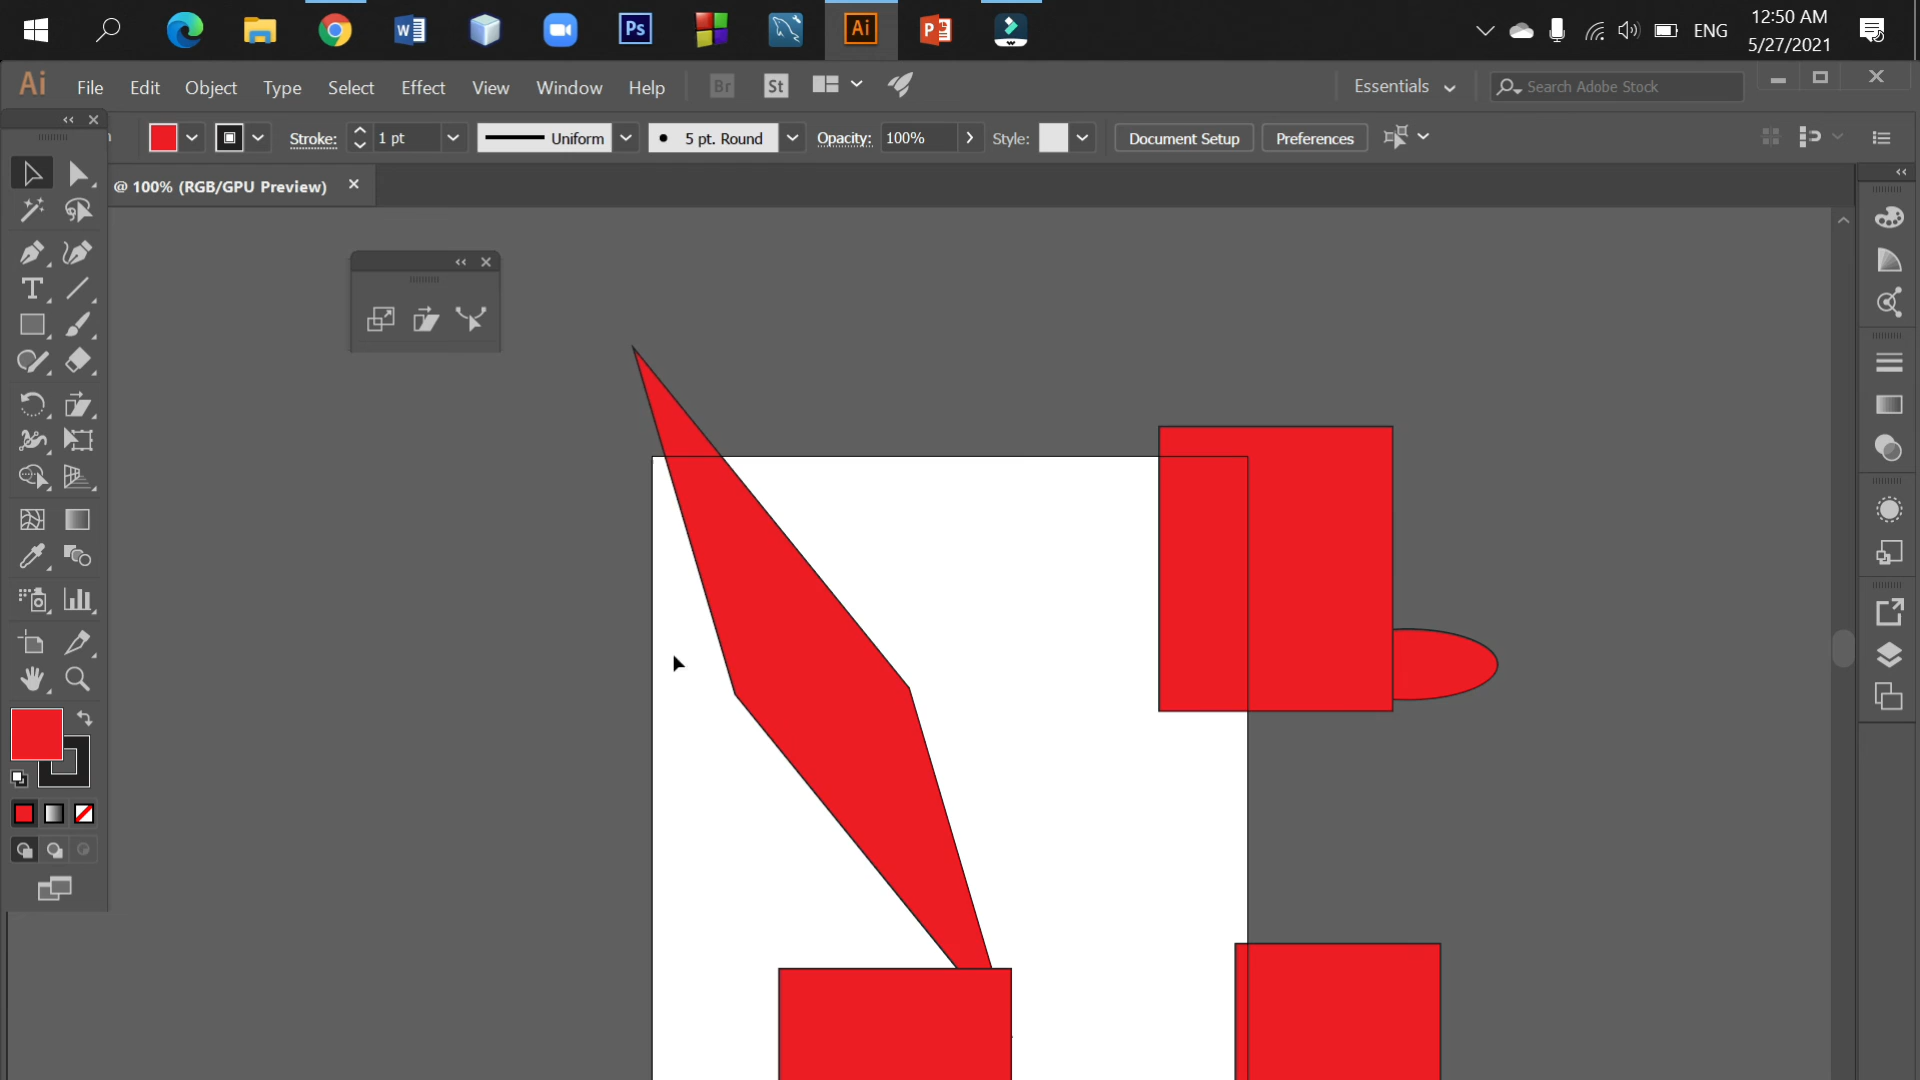 Ps
Ai
P
ENG
12:50 AM
5/27/2021
Ai
File
Edit
Object
Type
Select
Effect
View
Window
Help
Br
St
Essentials
Search Adobe Stock
Stroke:
1 pt
Uniform
5 pt. Round
Opacity:
100%
Style:
Document Setup
Preferences
@ 100% (RGB/GPU Preview)